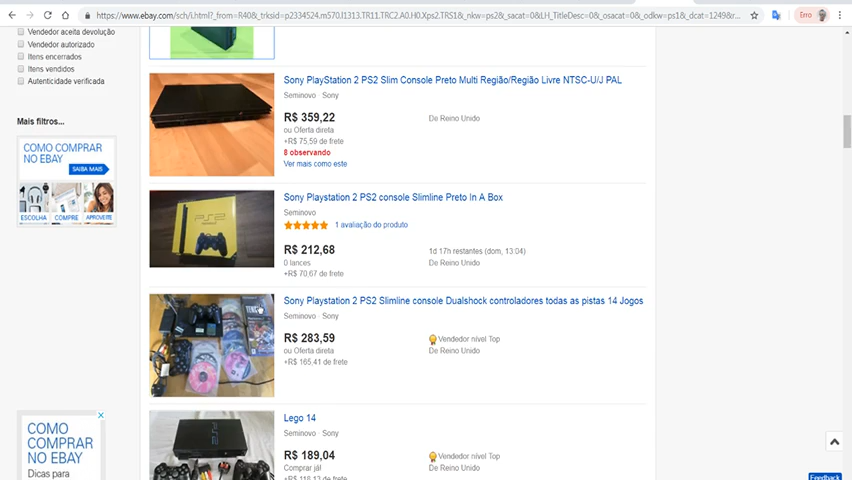 https://www.ebay.com/sch/i.html?_from=R40&_trksid=p2334524.m570.l1313.TR11.TRC2.A0.H0.Xps2.TRS1&_nkw=ps2&_sacat=0&LH_TitleDesc=0&_osacat=0&_odkw=ps1&_dcat=1249&r...
Erro
Vendedor aceita devolução
Vendedor autorizado
Itens encerrados
Itens vendidos
Autenticidade verificada
Mais filtros...
COMO COMPRAR
NO EBAY
SAIBA MAIS
ESCOLHA
COMPRE
APROVEITE
Sony PlayStation 2 PS2 Slim Console Preto Multi Região/Região Livre NTSC-U/J PAL
Seminovo · Sony
R$ 359,22
De Reino Unido
ou Oferta direta
+R$ 75,59 de frete
8 observando
Ver mais como este
Sony Playstation 2 PS2 console Slimline Preto In A Box
Seminovo
1 avaliação do produto
R$ 212,68
1d 17h restantes (dom, 13:04)
0 lances
De Reino Unido
+R$ 70,67 de frete
PS2
Sony Playstation 2 PS2 Slimline console Dualshock controladores todas as pistas 14 Jogos
Seminovo · Sony
R$ 283,59
Vendedor nível Top
ou Oferta direta
De Reino Unido
+R$ 165,41 de frete
COMO
COMPRAR
NO EBAY
Dicas para
Lego 14
Seminovo · Sony
R$ 189,04
Vendedor nível Top
Comprar já!
De Reino Unido
+R$ 118,13 de frete
Feedback